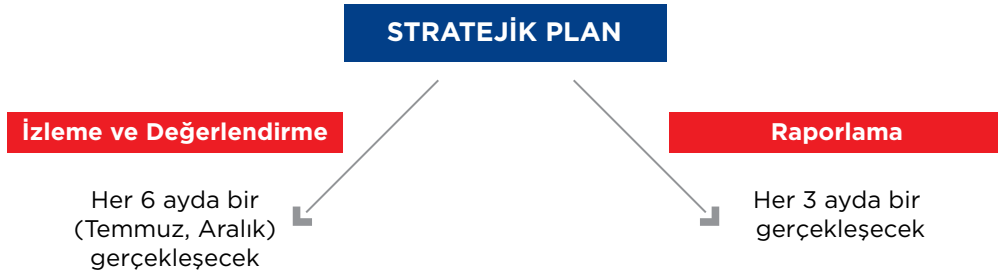 STRATEJİK PLAN
İzleme ve Değerlendirme
Her 6 ayda bir
(Temmuz, Aralık)
gerçekleşecek
Raporlama
Her 3 ayda bir
gerçekleşecek